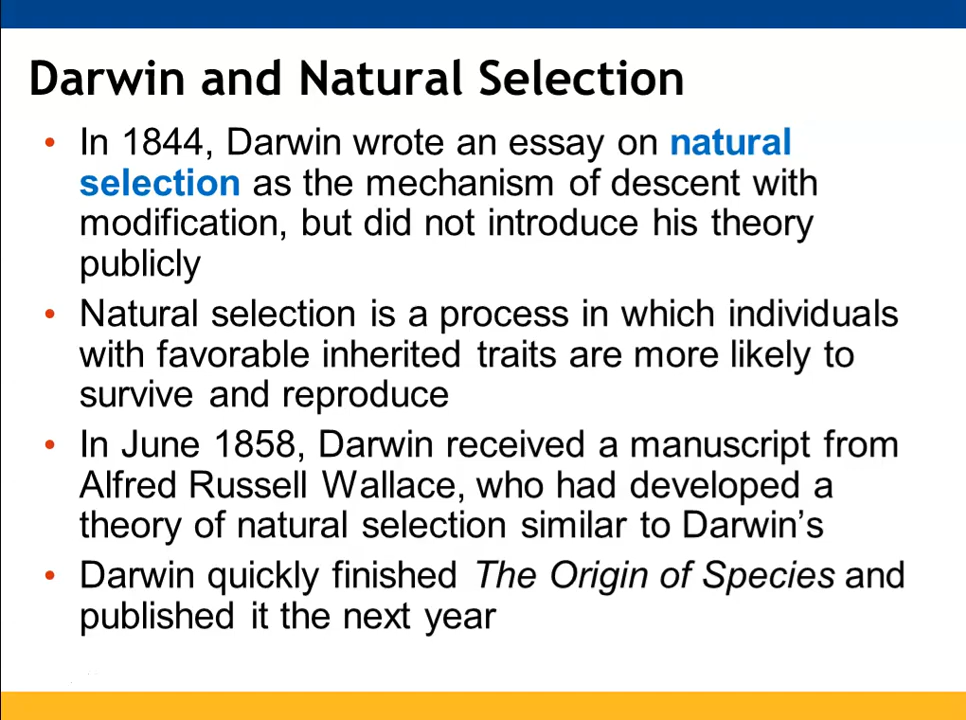 Darwin and Natural Selection
• In 1844, Darwin wrote an essay on natural
selection as the mechanism of descent with
modification, but did not introduce his theory
publicly
• Natural selection is a process in which individuals
with favorable inherited traits are more likely to
survive and reproduce
• In June 1858, Darwin received a manuscript from
Alfred Russell Wallace, who had developed a
theory of natural selection similar to Darwin’s
• Darwin quickly finished The Origin of Species and
published it the next year